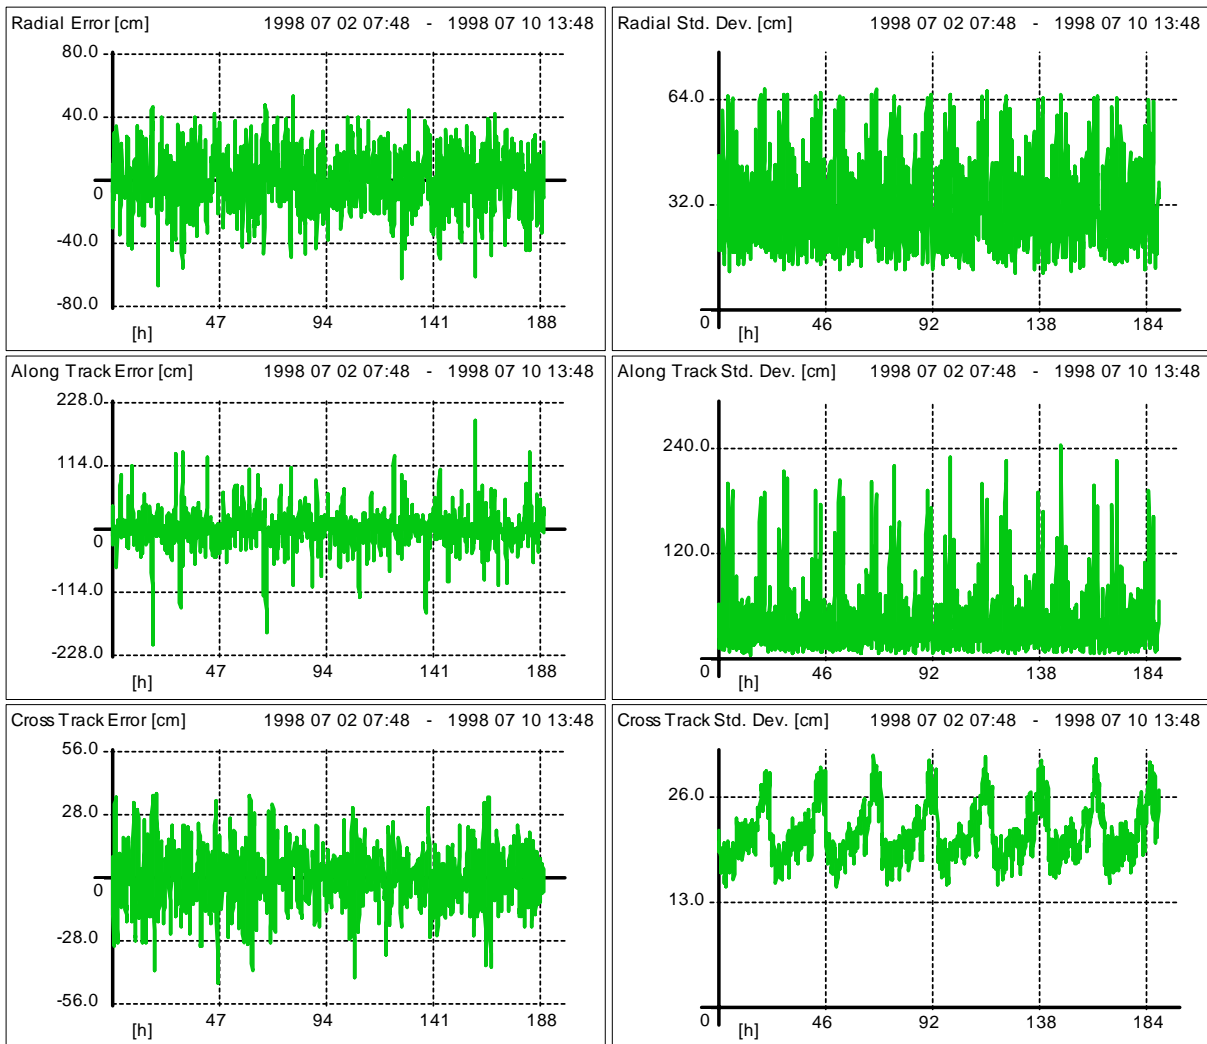 Radial Error [cm] 1998 07 02 07:48 - 1998 07 10 13:48
80.0
40.0
0
-40.0
-80.0
47 94 141 188
[h]
Radial Std. Dev. [cm] 1998 07 02 07:48 - 1998 07 10 13:48
64.0
32.0
0
46 92 138 184
[h]
Along Track Error [cm] 1998 07 02 07:48 - 1998 07 10 13:48
228.0
114.0
0
-114.0
-228.0
47 94 141 188
[h]
Along Track Std. Dev. [cm] 1998 07 02 07:48 - 1998 07 10 13:48
240.0
120.0
0
46 92 138 184
[h]
Cross Track Error [cm] 1998 07 02 07:48 - 1998 07 10 13:48
56.0
28.0
0
-28.0
-56.0
47 94 141 188
[h]
Cross Track Std. Dev. [cm] 1998 07 02 07:48 - 1998 07 10 13:48
26.0
13.0
0
46 92 138 184
[h]